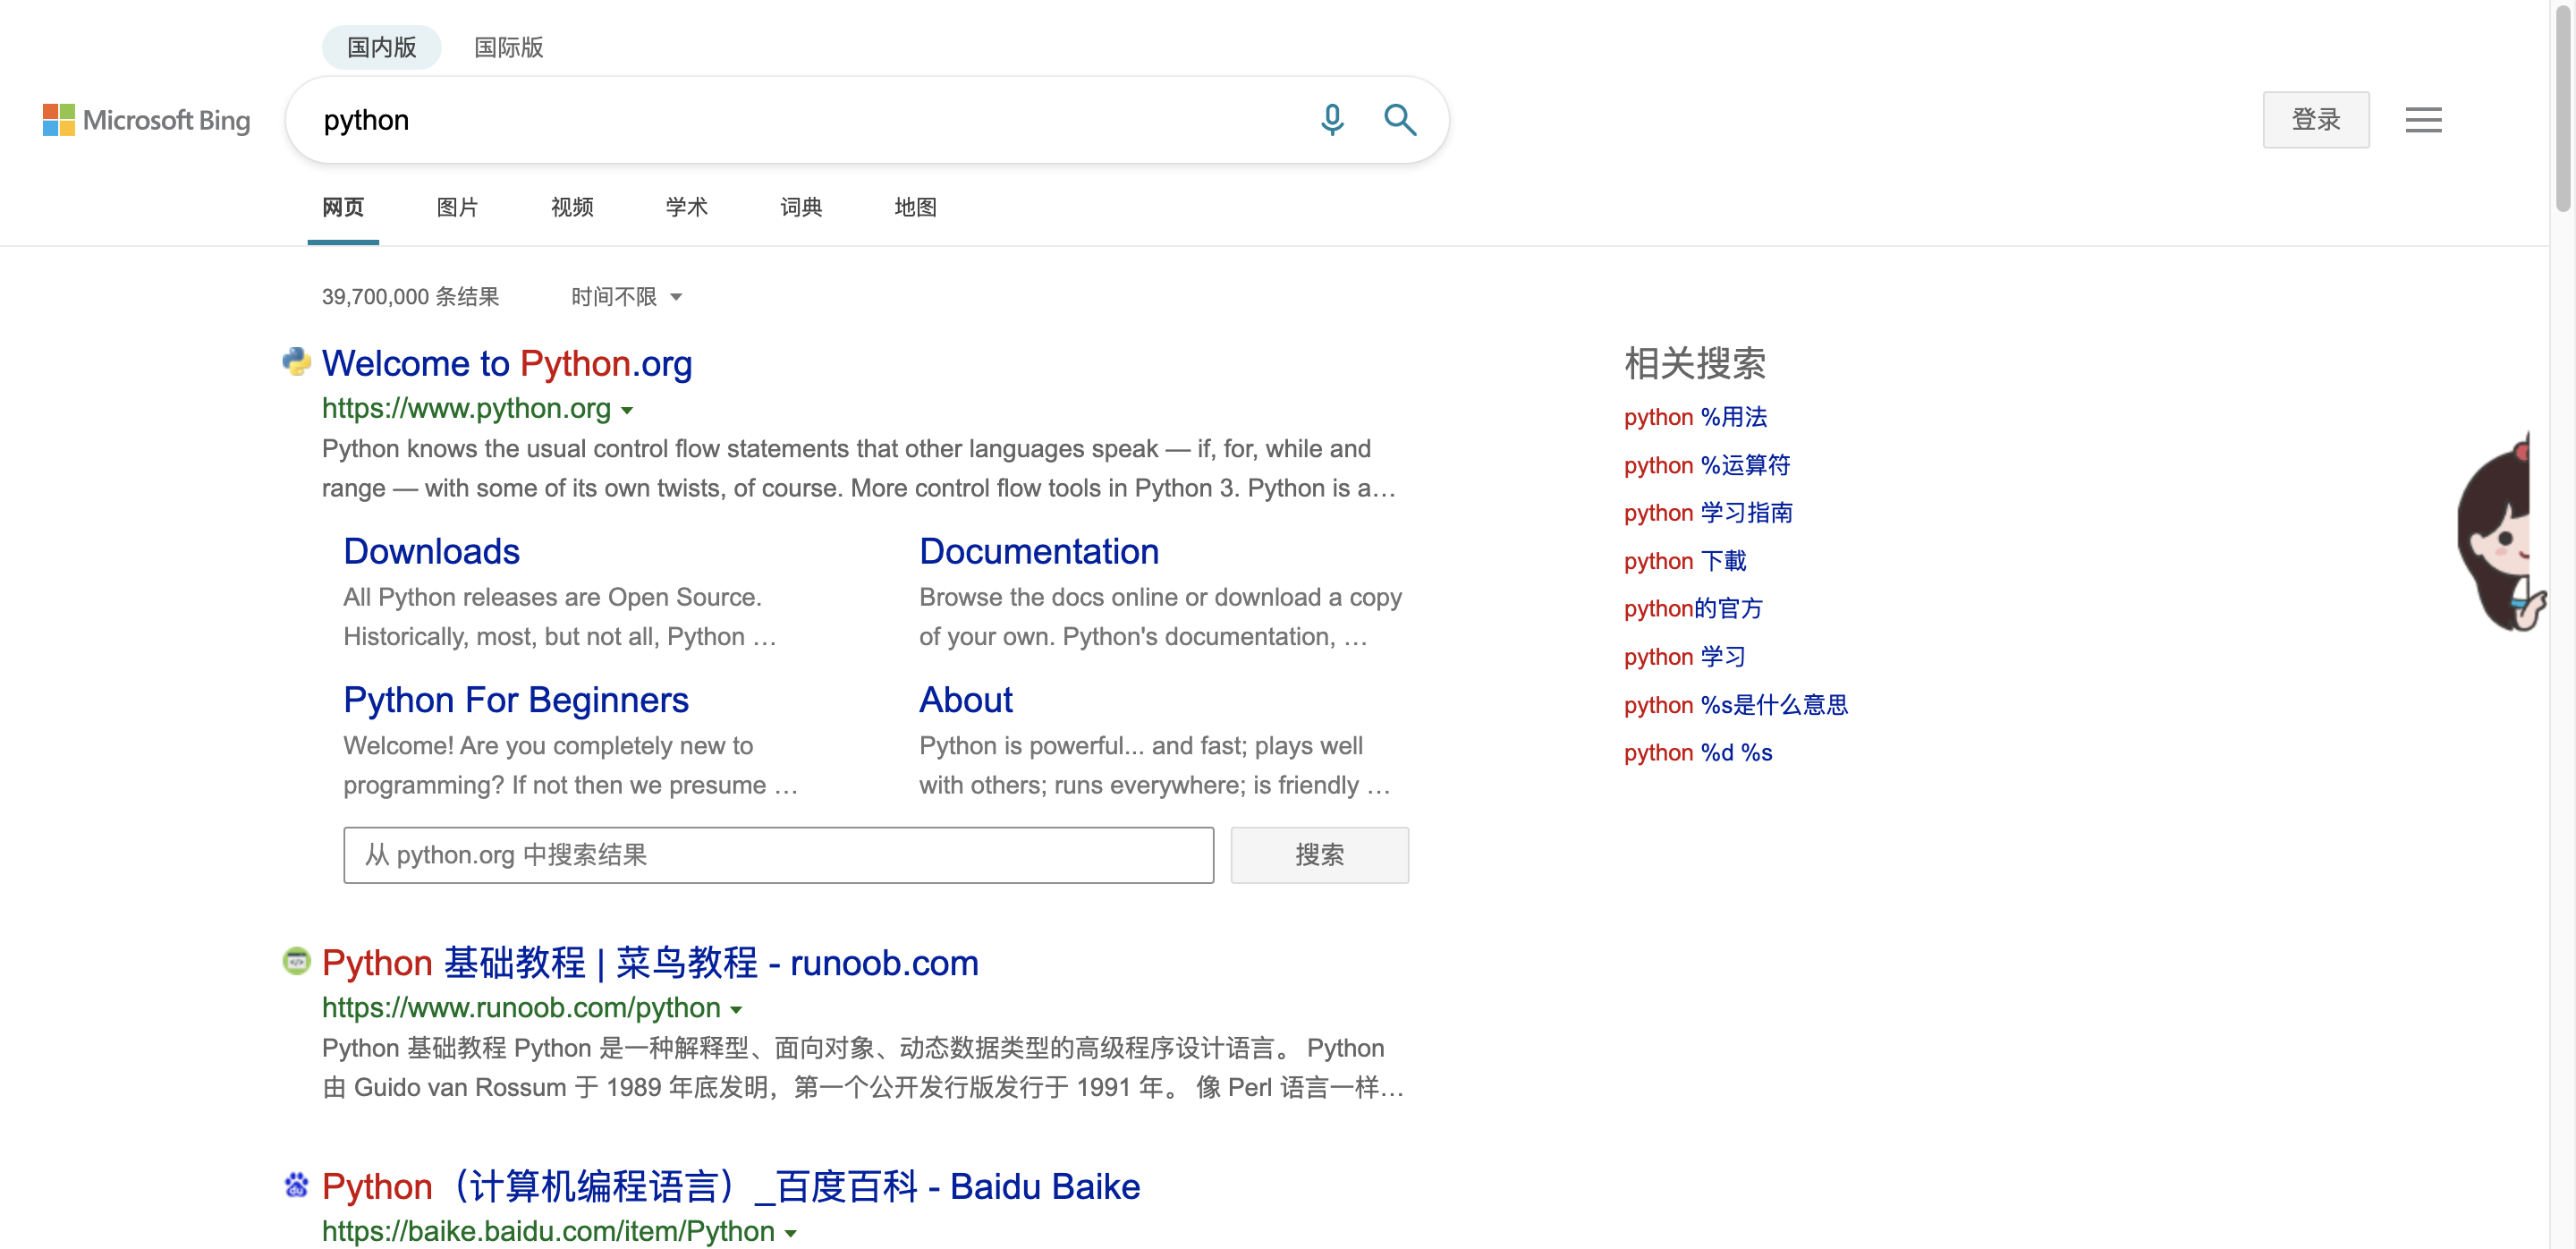 国内版 国际版
Microsoft Bing
python
登录
网页 图片 视频 学术 词典 地图
39,700,000 条结果 时间不限
Welcome to Python.org
https://www.python.org
Python knows the usual control flow statements that other languages speak — if, for, while and
range — with some of its own twists, of course. More control flow tools in Python 3. Python is a…
Downloads
All Python releases are Open Source.
Historically, most, but not all, Python …
Documentation
Browse the docs online or download a copy
of your own. Python's documentation, …
Python For Beginners
Welcome! Are you completely new to
programming? If not then we presume …
About
Python is powerful... and fast; plays well
with others; runs everywhere; is friendly …
从 python.org 中搜索结果
搜索
Python 基础教程 | 菜鸟教程 - runoob.com
https://www.runoob.com/python
Python 基础教程 Python 是一种解释型、面向对象、动态数据类型的高级程序设计语言。 Python
由 Guido van Rossum 于 1989 年底发明，第一个公开发行版发行于 1991 年。 像 Perl 语言一样…
Python（计算机编程语言）_百度百科 - Baidu Baike
https://baike.baidu.com/item/Python
相关搜索
python %用法
python %运算符
python 学习指南
python 下載
python的官方
python 学习
python %s是什么意思
python %d %s